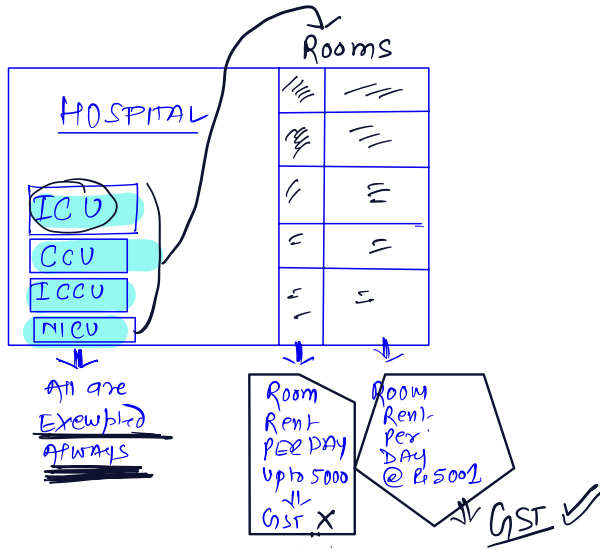 Rooms
HOSPITAL
ICU
CCU
ICCU
NICU
All are
Exempted
Always
Room
Rent
PER DAY
Upto 5000
GST X
Room
Rent
Per
DAY
@ Rs 5001
GST ✓